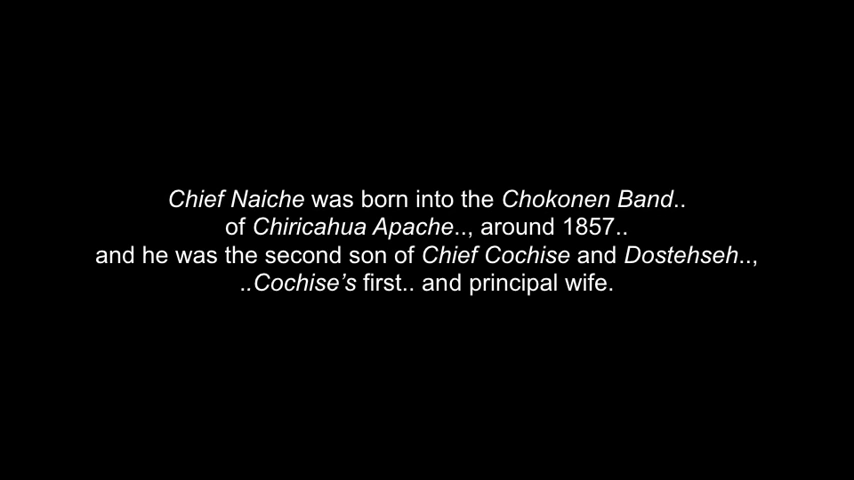 Chief Naiche was born into the Chokonen Band..
of Chiricahua Apache.., around 1857..
and he was the second son of Chief Cochise and Dostehseh..,
..Cochise’s first.. and principal wife.